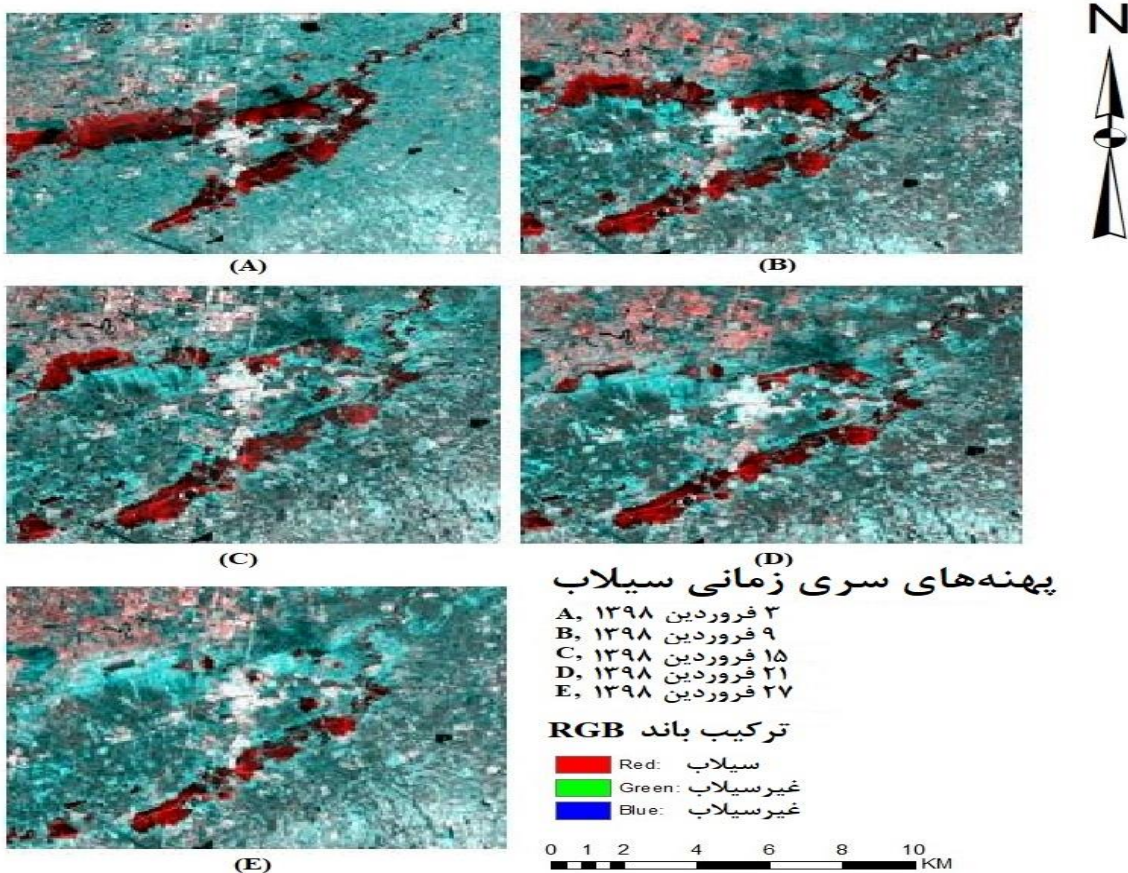 N
(A)
(B)
(C)
(D)
(E)
پهنه‌های سری زمانی سیلاب
A, ۳ فروردین ۱۳۹۸
B, ۹ فروردین ۱۳۹۸
C, ۱۵ فروردین ۱۳۹۸
D, ۲۱ فروردین ۱۳۹۸
E, ۲۷ فروردین ۱۳۹۸
ترکیب باند RGB
Red: سیلاب
Green: غیرسیلاب
Blue: غیرسیلاب
0 1 2 4 6 8 10
KM